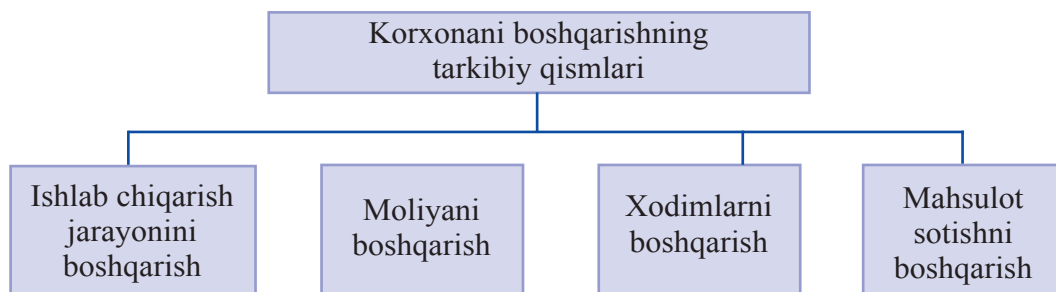 Korxonani boshqarishning
tarkibiy qismlari
Ishlab chiqarish
jarayonini
boshqarish
Moliyani
boshqarish
Xodimlarni
boshqarish
Mahsulot
sotishni
boshqarish